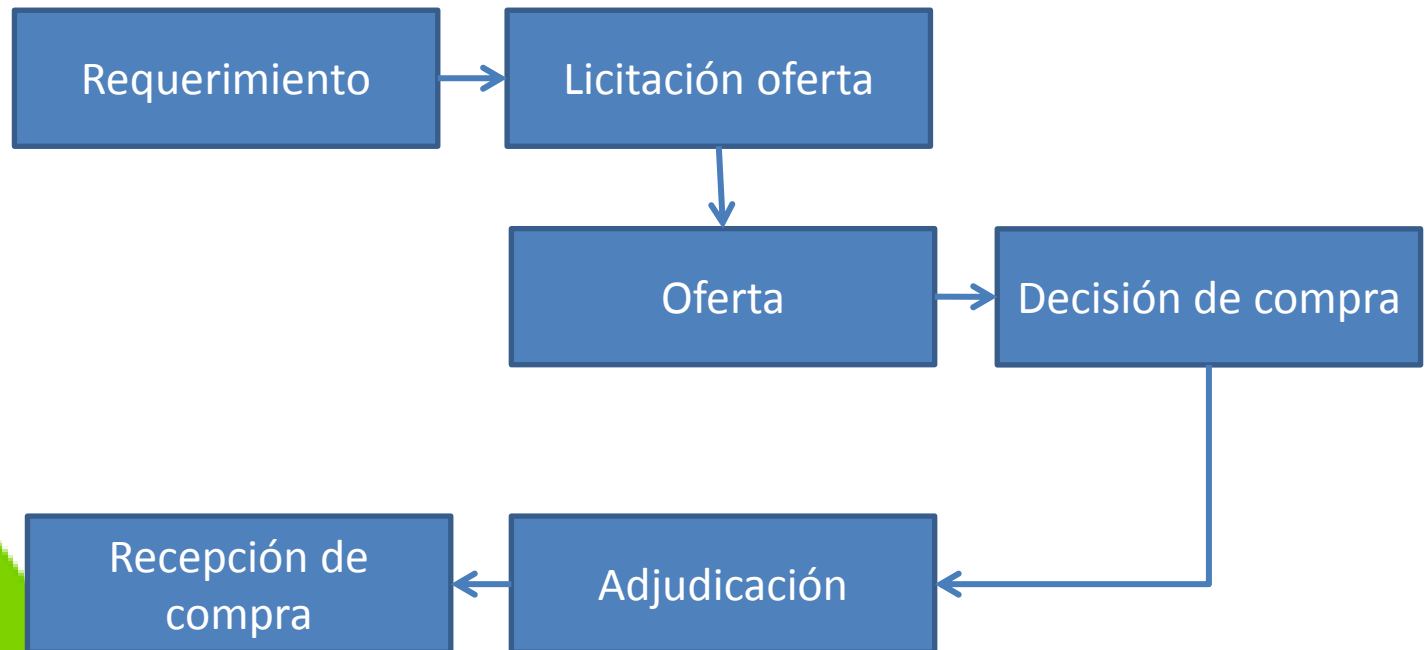 Requerimiento
Licitación oferta
Oferta
Decisión de compra
Recepción de
compra
Adjudicación